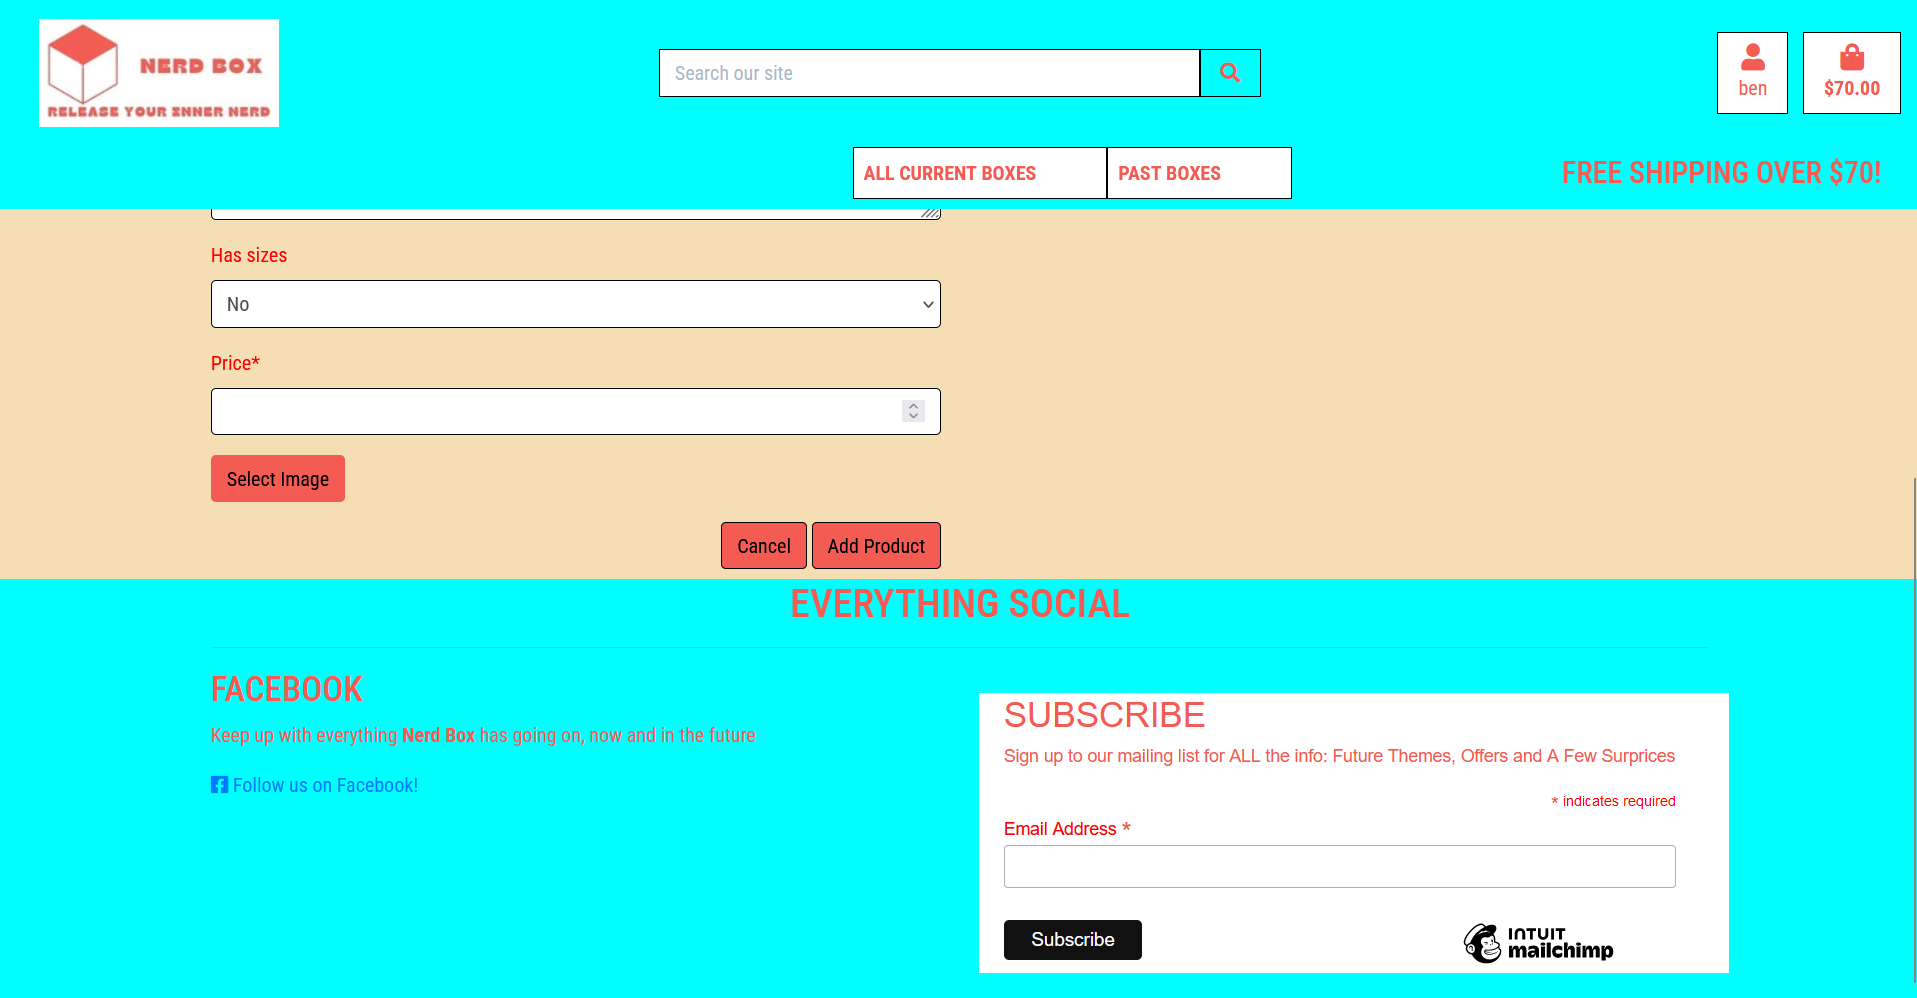 NERD BOX
RELEASE YOUR INNER NERD
Search our site
ben
$70.00
ALL CURRENT BOXES
PAST BOXES
FREE SHIPPING OVER $70!
Has sizes
No
Price*
Select Image
Cancel
Add Product
EVERYTHING SOCIAL
FACEBOOK
Keep up with everything Nerd Box has going on, now and in the future
Follow us on Facebook!
SUBSCRIBE
Sign up to our mailing list for ALL the info: Future Themes, Offers and A Few Surprices
* indicates required
Email Address *
Subscribe
INTUIT
mailchimp